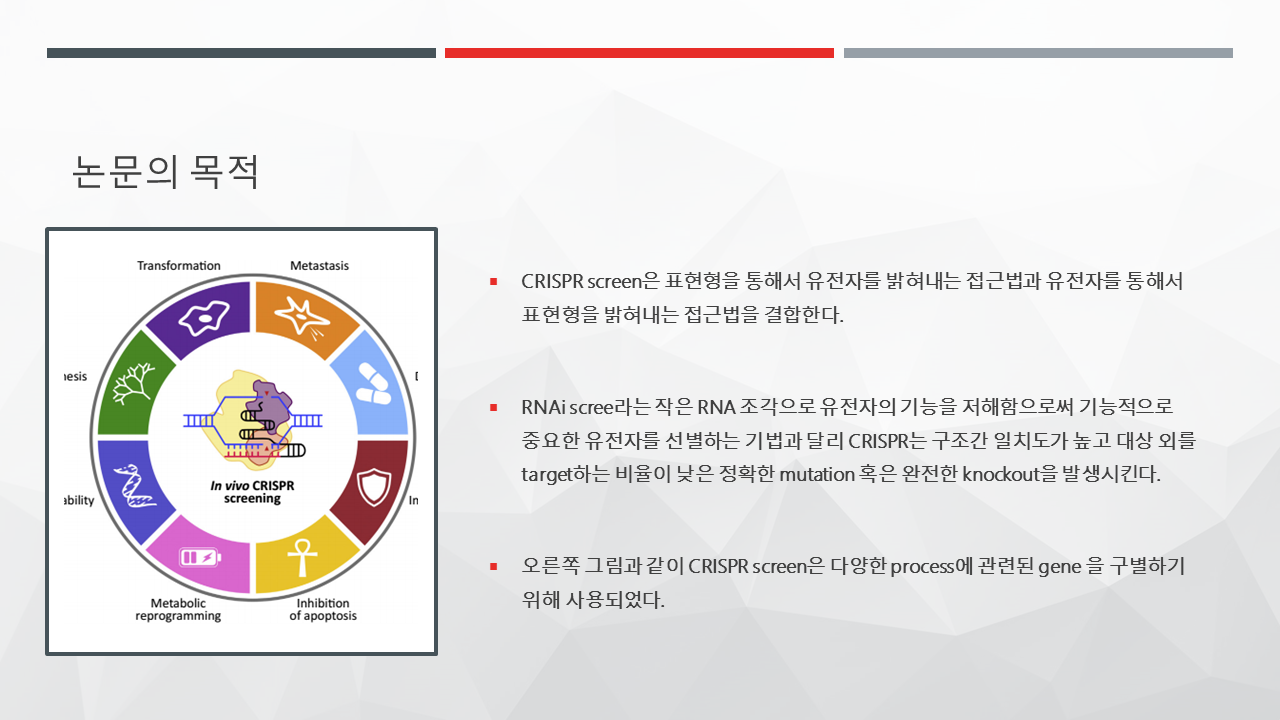 논문의 목적
Transformation
Metastasis
nesis
ability
In
In vivo CRISPR
screening
Metabolic
reprogramming
Inhibition
of apoptosis
CRISPR screen은 표현형을 통해서 유전자를 밝혀내는 접근법과 유전자를 통해서
표현형을 밝혀내는 접근법을 결합한다.
RNAi scree라는 작은 RNA 조각으로 유전자의 기능을 저해함으로써 기능적으로
중요한 유전자를 선별하는 기법과 달리 CRISPR는 구조간 일치도가 높고 대상 외를
target하는 비율이 낮은 정확한 mutation 혹은 완전한 knockout을 발생시킨다.
오른쪽 그림과 같이 CRISPR screen은 다양한 process에 관련된 gene 을 구별하기
위해 사용되었다.